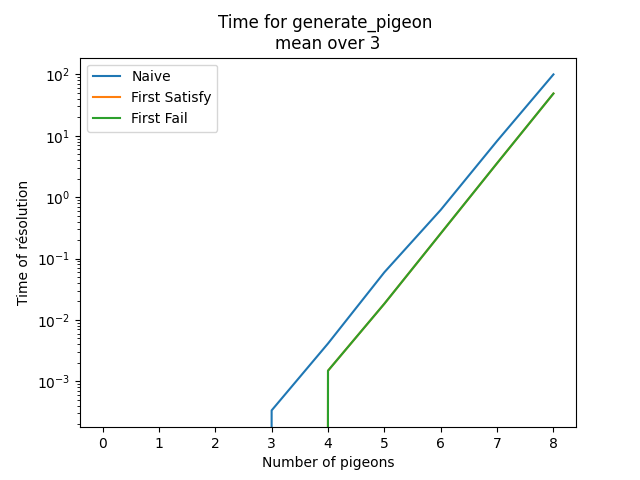 Time for generate_pigeon
mean over 3
Naive
First Satisfy
First Fail
Time of résolution
10²
10¹
10⁰
10⁻¹
10⁻²
10⁻³
0 1 2 3 4 5 6 7 8
Number of pigeons